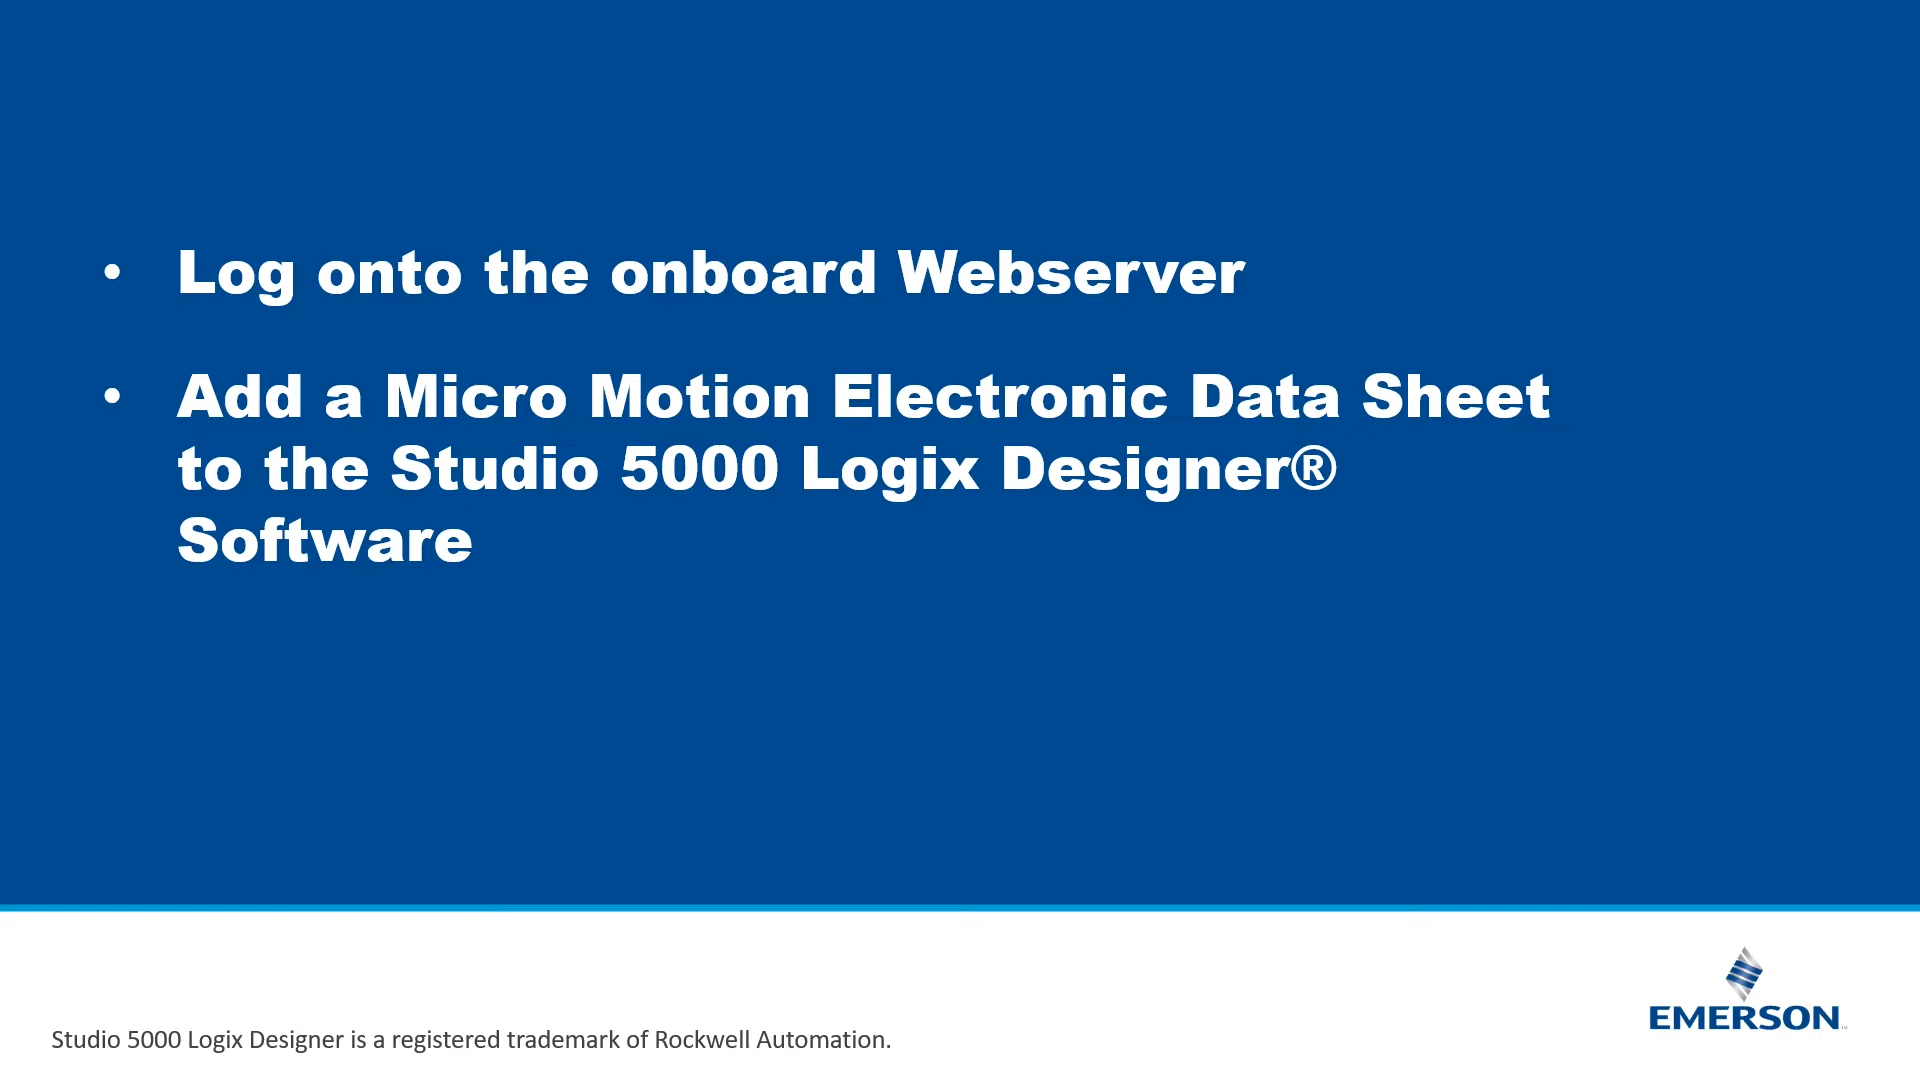 • Log onto the onboard Webserver
• Add a Micro Motion Electronic Data Sheet
to the Studio 5000 Logix Designer®
Software
EMERSON™
Studio 5000 Logix Designer is a registered trademark of Rockwell Automation.